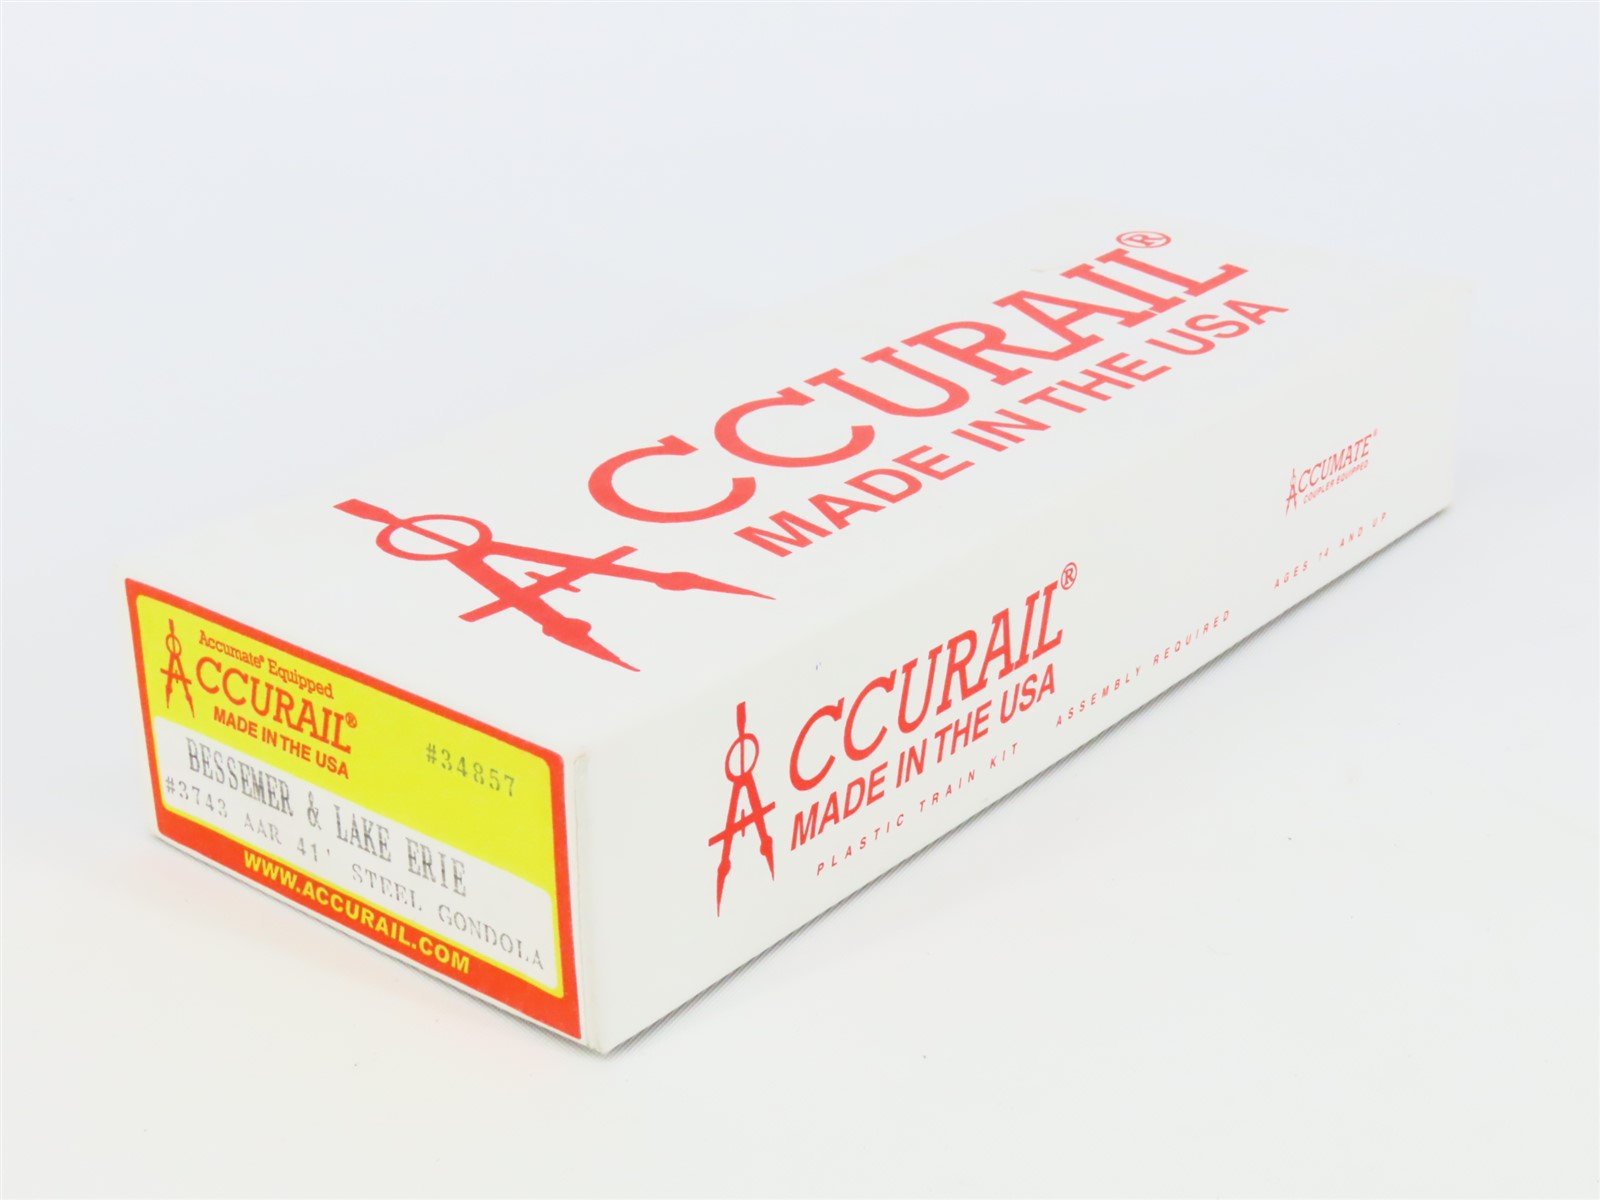 ACCURAIL®
MADE IN THE USA
ACCURAIL®
MADE IN THE USA
PLASTIC TRAIN KIT ASSEMBLY REQUIRED AGES 14 AND UP
ACCUMATE®
COUPLER EQUIPPED
Accumate® Equipped
ACCURAIL®
MADE IN THE USA
#34857
BESSEMER & LAKE ERIE
#3743 AAR 41' STEEL GONDOLA
WWW.ACCURAIL.COM